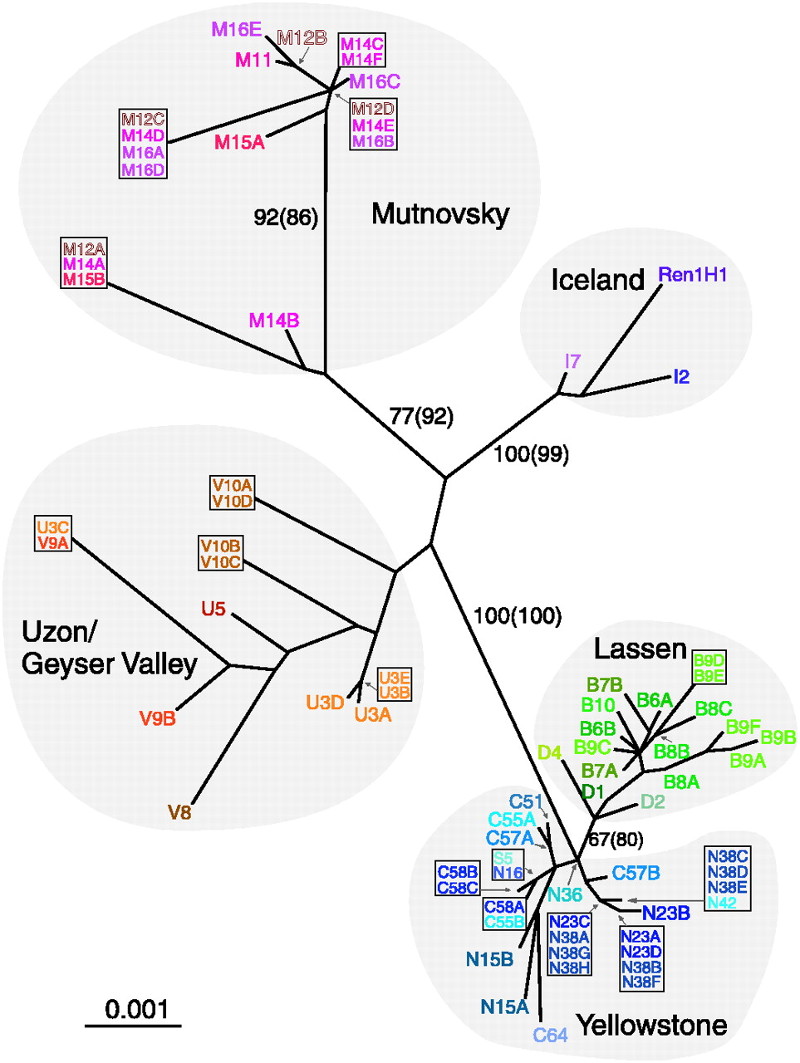 M16E
M12B
M11
M14C
M14F
M16C
M12C
M14D
M16A
M16D
M12D
M14E
M16B
M15A
92(86)
Mutnovsky
M12A
M14A
M15B
M14B
Iceland
Ren1H1
I7
I2
77(92)
100(99)
V10A
V10D
U3C
V9A
V10B
V10C
U5
Uzon/
Geyser Valley
U3E
U3B
U3D
U3A
V9B
V8
100(100)
Lassen
B9D
B9E
B7B
B10
B6A
B8C
B6B
B9F
B9B
B9C
B8B
B9A
D4
B7A
B8A
D1
D2
C51
C55A
C57A
67(80)
S5
N16
C58B
C58C
N36
C57B
N38C
N38D
N38E
N42
C58A
C55B
N23C
N38A
N38G
N38H
N23B
N23A
N23D
N38B
N38F
N15B
N15A
C64
Yellowstone
0.001